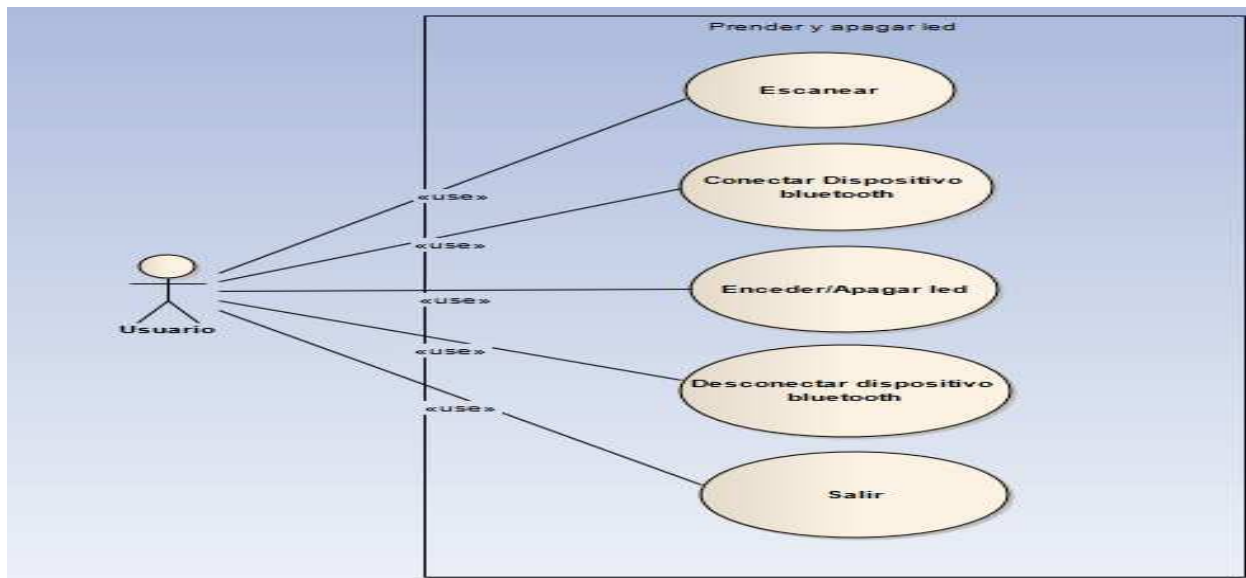 Prender y apagar led
Escanear
«use»
Conectar Dispositivo
bluetooth
«use»
Enceder/Apagar led
«use»
Usuario
Desconectar dispositivo
bluetooth
«use»
«use»
Salir